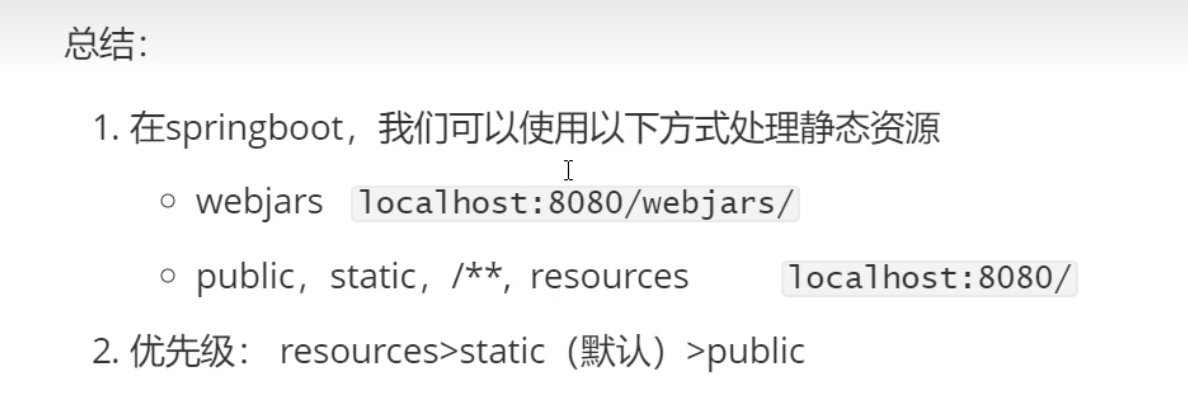 总结：
1. 在springboot，我们可以使用以下方式处理静态资源
○ webjars localhost:8080/webjars/
○ public，static，/**，resources localhost:8080/
2. 优先级： resources>static（默认）>public